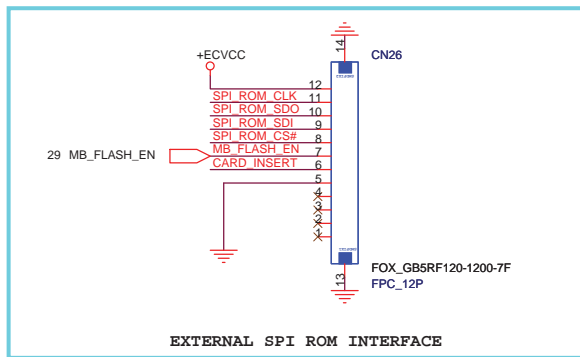 14
CN26
+ECVCC
12
SPI_ROM_CLK 11
SPI_ROM_SDO 10
SPI_ROM_SDI 9
SPI_ROM_CS# 8
29 MB_FLASH_EN MB_FLASH_EN 7
CARD_INSERT 6
5
4
3
2
1
13
FOX_GB5RF120-1200-7F
FPC_12P
EXTERNAL SPI ROM INTERFACE